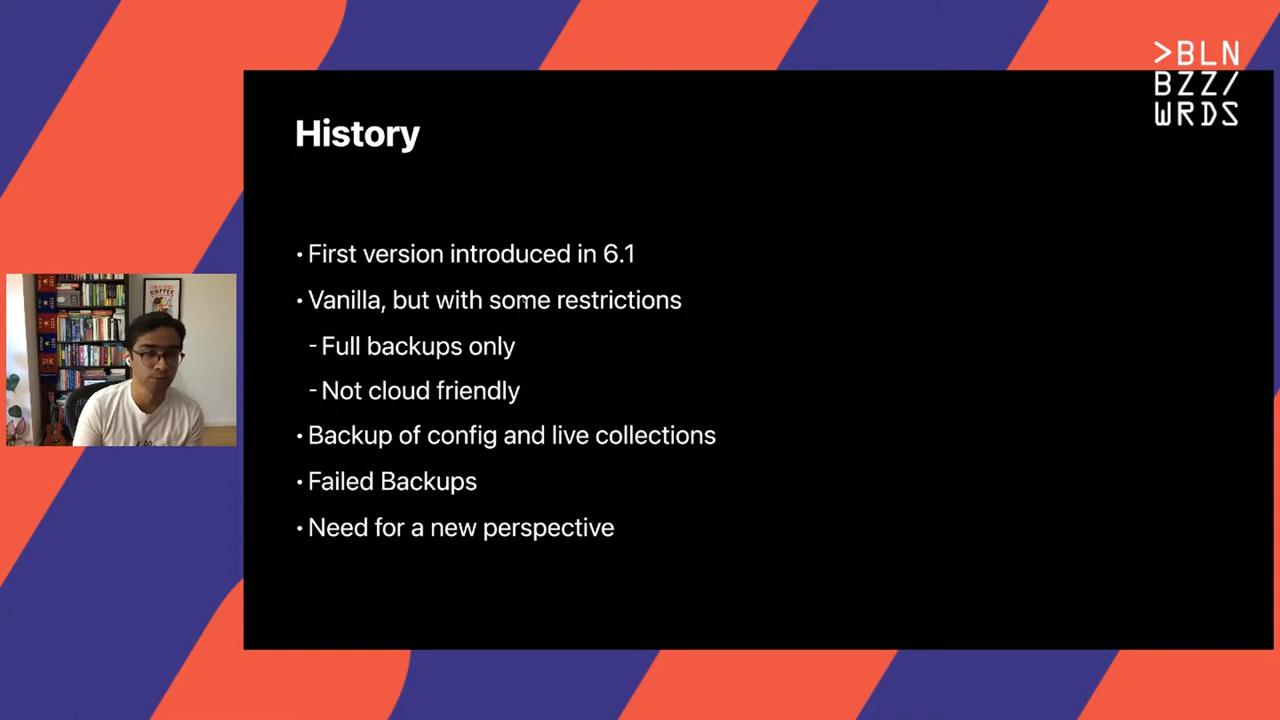 >BLN
BZZ/
WRDS
History
• First version introduced in 6.1
• Vanilla, but with some restrictions
- Full backups only
- Not cloud friendly
• Backup of config and live collections
• Failed Backups
• Need for a new perspective
COFFEE